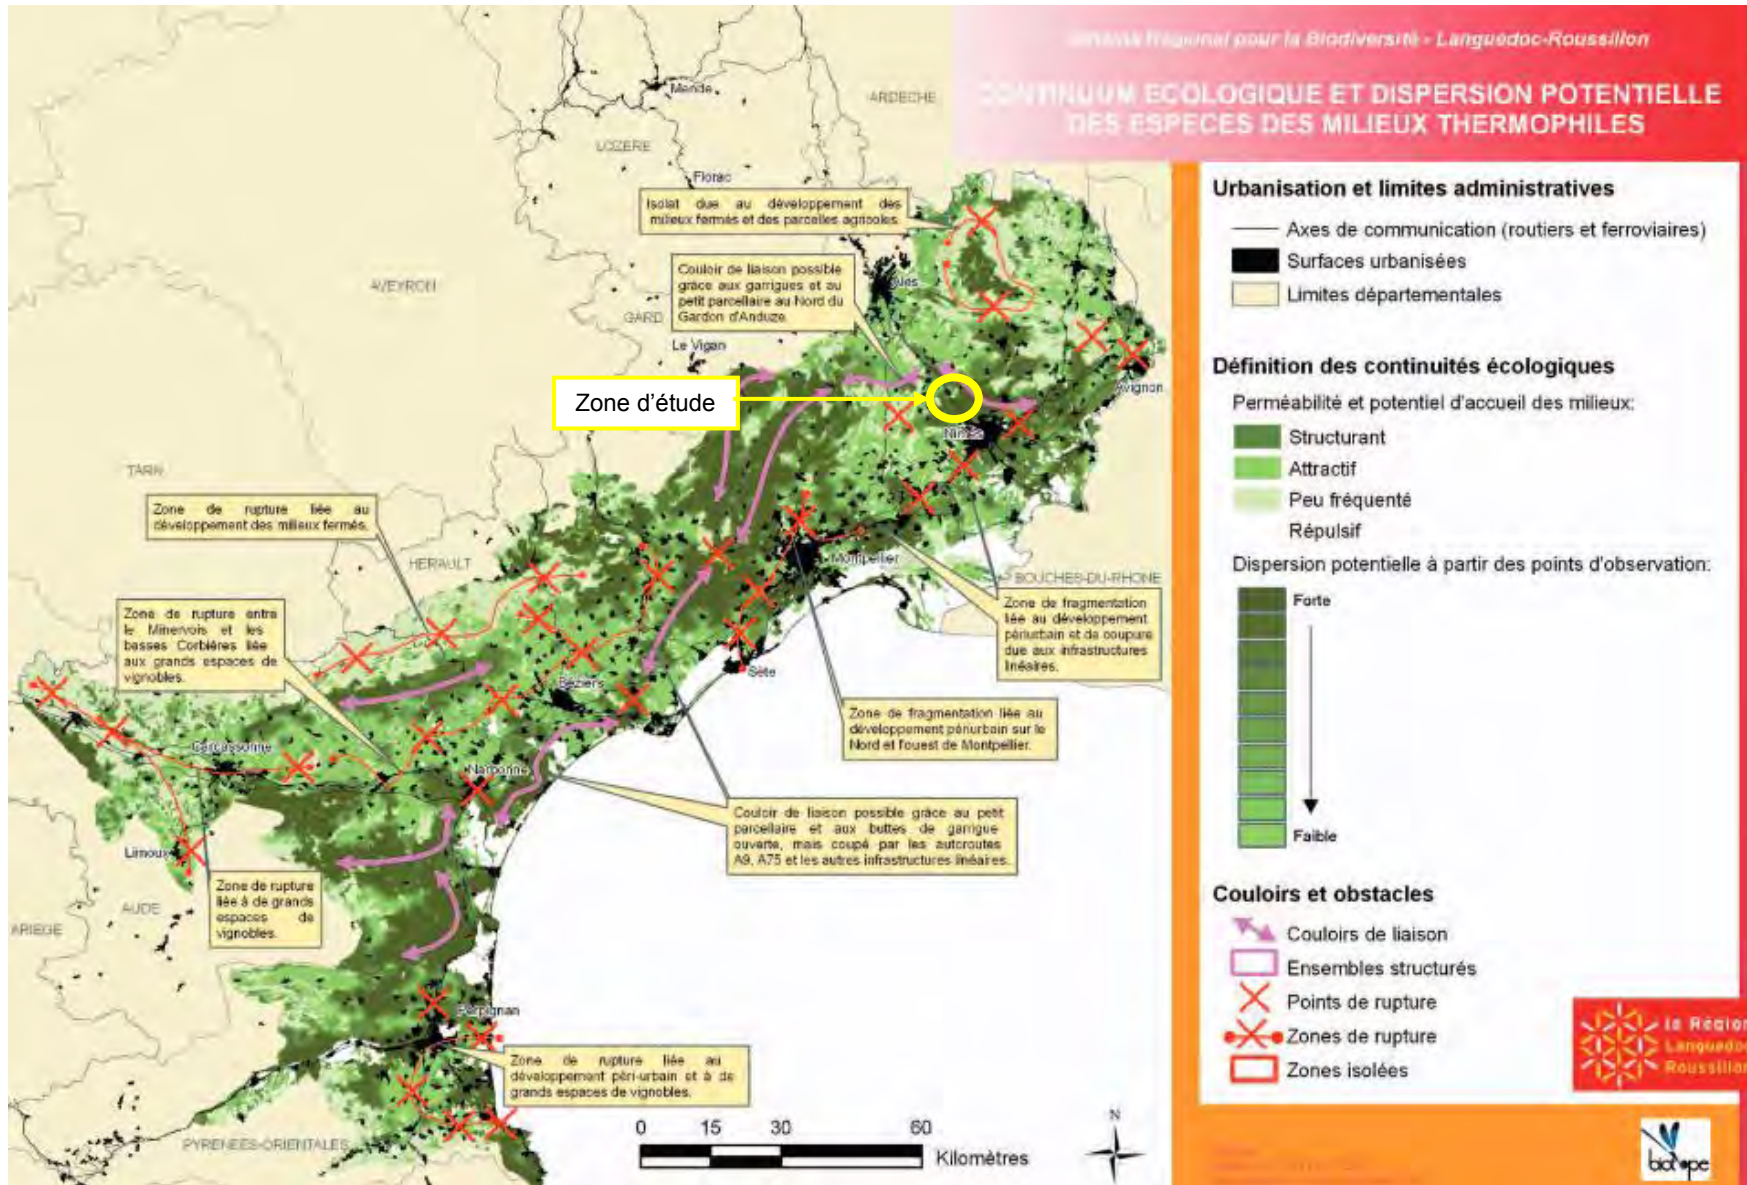 Schéma Régional pour la Biodiversité - Languedoc-Roussillon
CONTINUUM ECOLOGIQUE ET DISPERSION POTENTIELLE
DES ESPECES DES MILIEUX THERMOPHILES
Urbanisation et limites administratives
Axes de communication (routiers et ferroviaires)
Surfaces urbanisées
Limites départementales
Définition des continuités écologiques
Perméabilité et potentiel d'accueil des milieux:
Structurant
Attractif
Peu fréquenté
Répulsif
Dispersion potentielle à partir des points d'observation:
Forte
Faible
Couloirs et obstacles
Couloirs de liaison
Ensembles structurés
Points de rupture
Zones de rupture
Zones isolées
la Région
Languedoc
Roussillon
biotope
Mende
ARDECHE
LOZERE
Florac
Isolat due au développement des
milieux fermés et des parcelles agricoles.
Couloir de liaison possible
grâce aux garrigues et au
petit parcellaire au Nord du
Gardon d'Anduze.
Alès
AVEYRON
GARD
Le Vigan
Avignon
Zone d'étude
Nîmes
TARN
Zone de rupture liée au
développement des milieux fermés.
HERAULT
Montpellier
BOUCHES-DU-RHONE
Zone de fragmentation
liée au développement
périurbain et de coupure
due aux infrastructures
linéaires.
Zone de rupture entre
le Minervois et les
basses Corbières liée
aux grands espaces de
vignobles.
Sète
Béziers
Zone de fragmentation liée au
développement périurbain sur le
Nord et l'ouest de Montpellier.
Carcassonne
Narbonne
Couloir de liaison possible grâce au petit
parcellaire et aux buttes de garrigue
ouverte, mais coupé par les autoroutes
A9, A75 et les autres infrastructures linéaires.
Limoux
Zone de rupture
liée à de grands
espaces de
vignobles.
AUDE
ARIEGE
Perpignan
Zone de rupture liée au
développement péri-urbain et à de
grands espaces de vignobles.
PYRENEES-ORIENTALES
N
0 15 30 60
Kilomètres